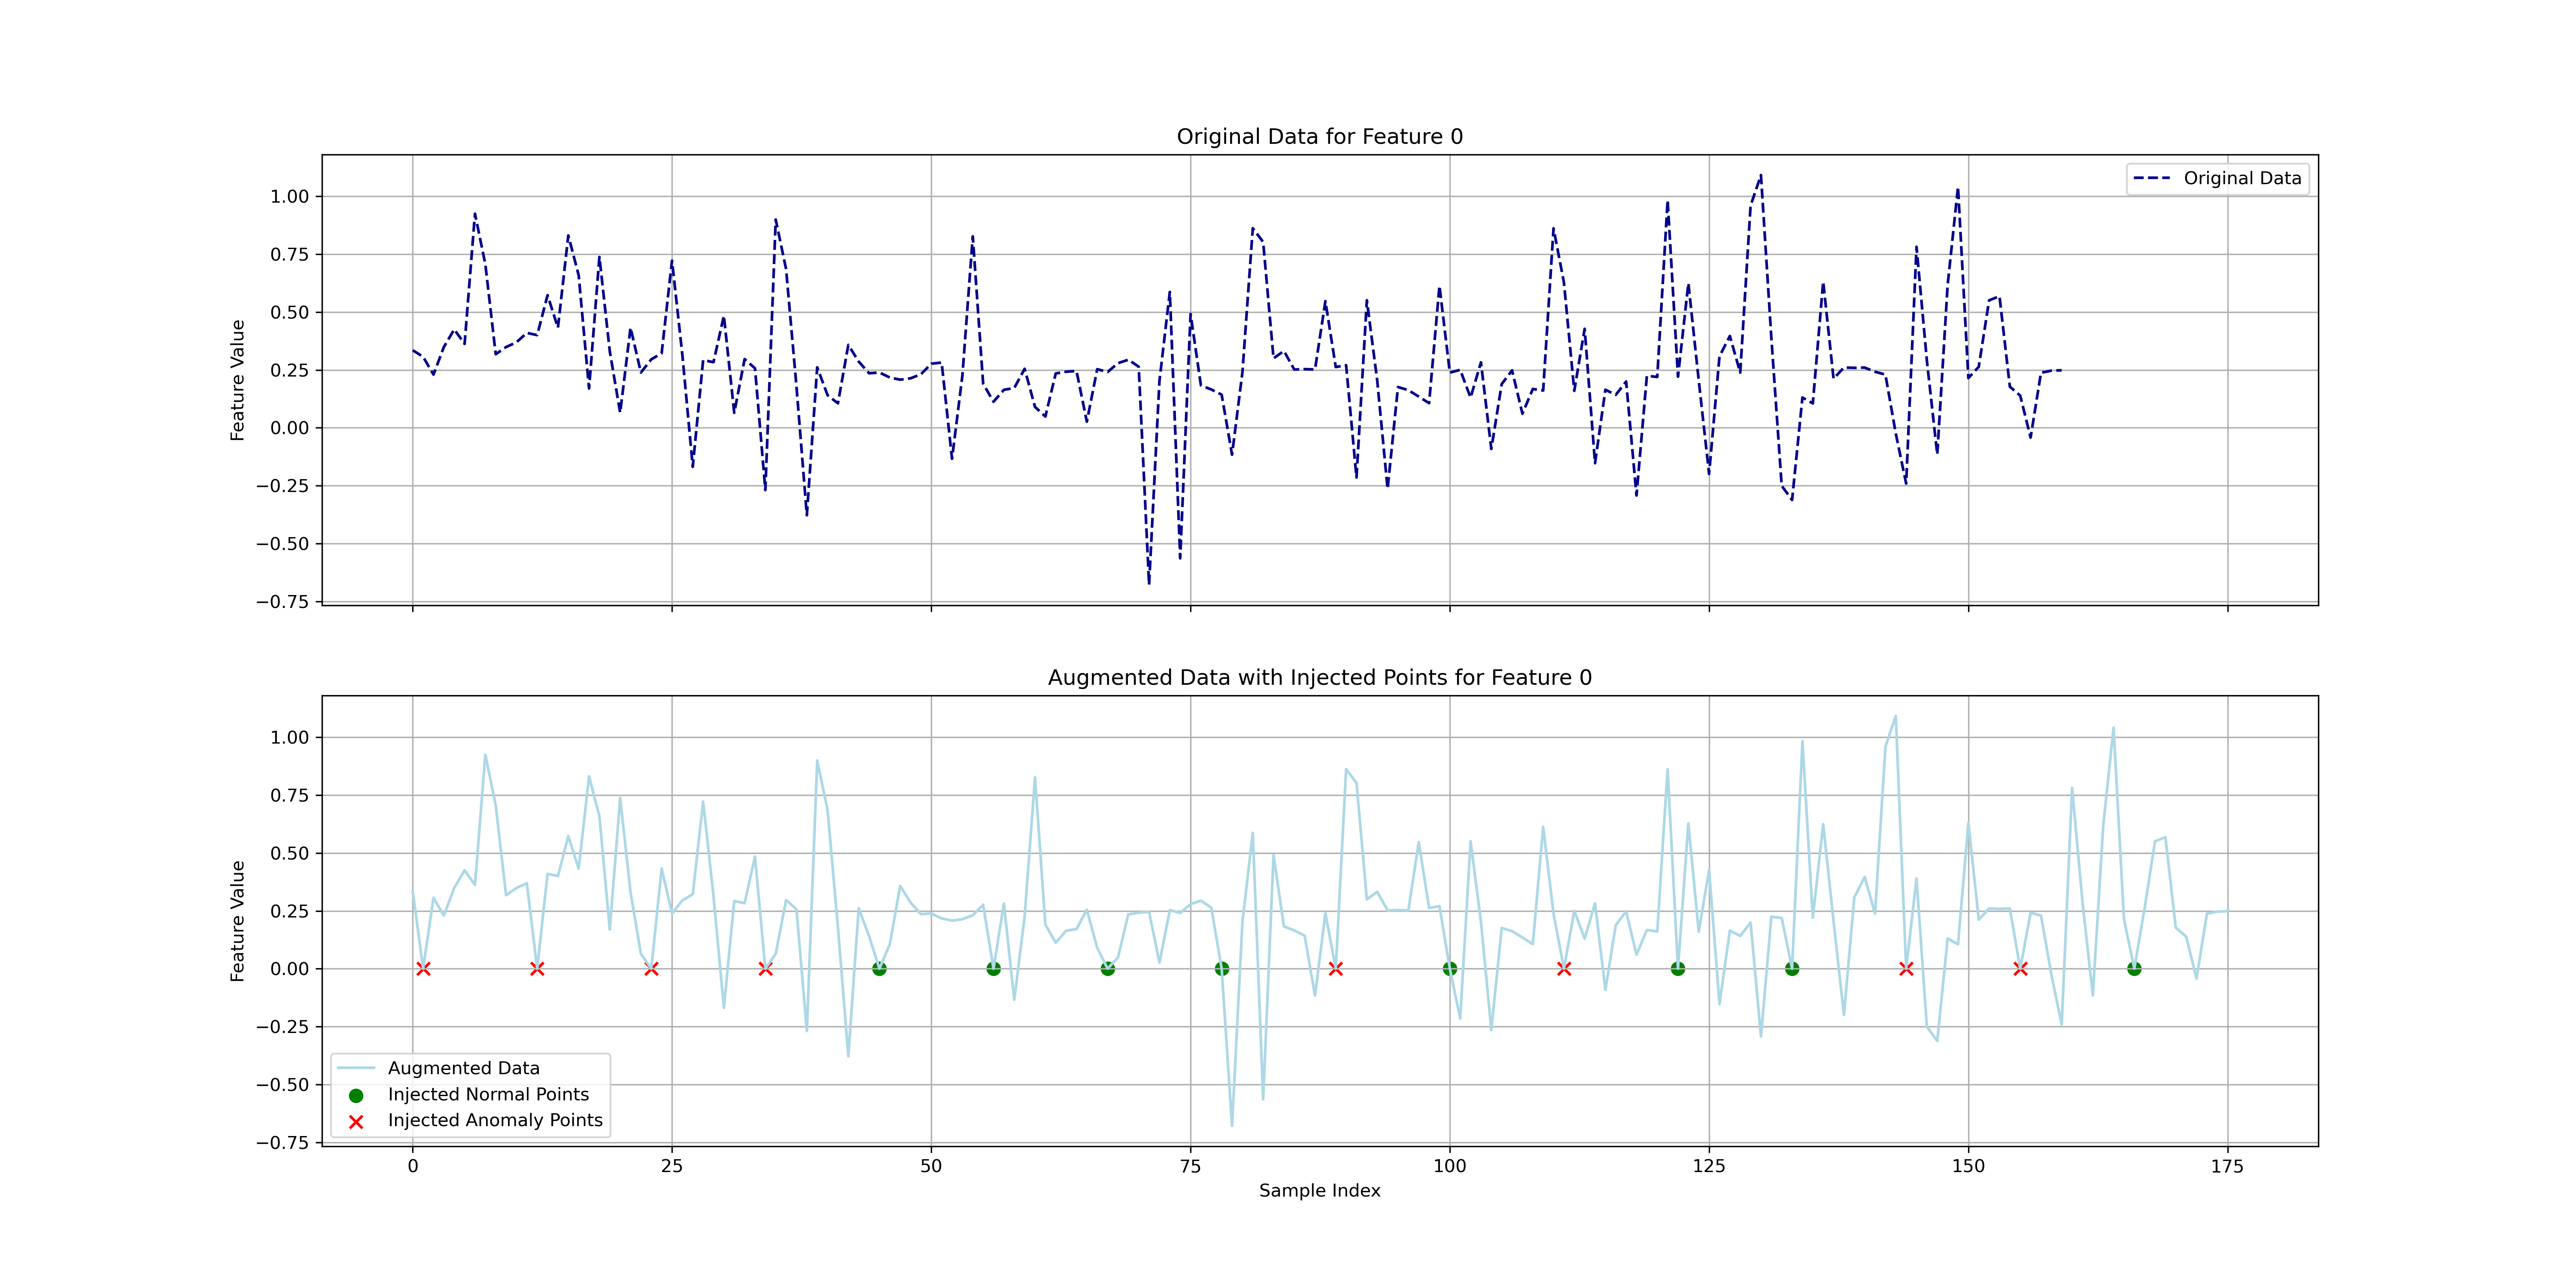 Original Data for Feature 0
Original Data
Feature Value
1.00
0.75
0.50
0.25
0.00
−0.25
−0.50
−0.75
Augmented Data with Injected Points for Feature 0
Feature Value
1.00
0.75
0.50
0.25
0.00
−0.25
−0.50
−0.75
Augmented Data
Injected Normal Points
Injected Anomaly Points
0 25 50 75 100 125 150 175
Sample Index